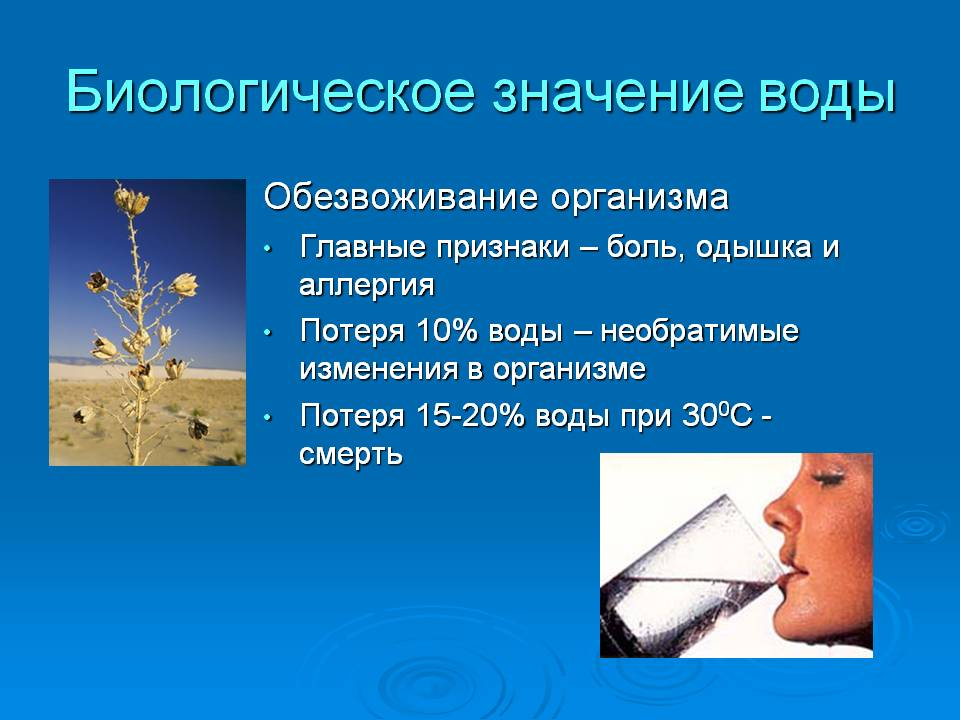 Биологическое значение воды
Обезвоживание организма
• Главные признаки – боль, одышка и
аллергия
• Потеря 10% воды – необратимые
изменения в организме
• Потеря 15-20% воды при 30⁰С -
смерть